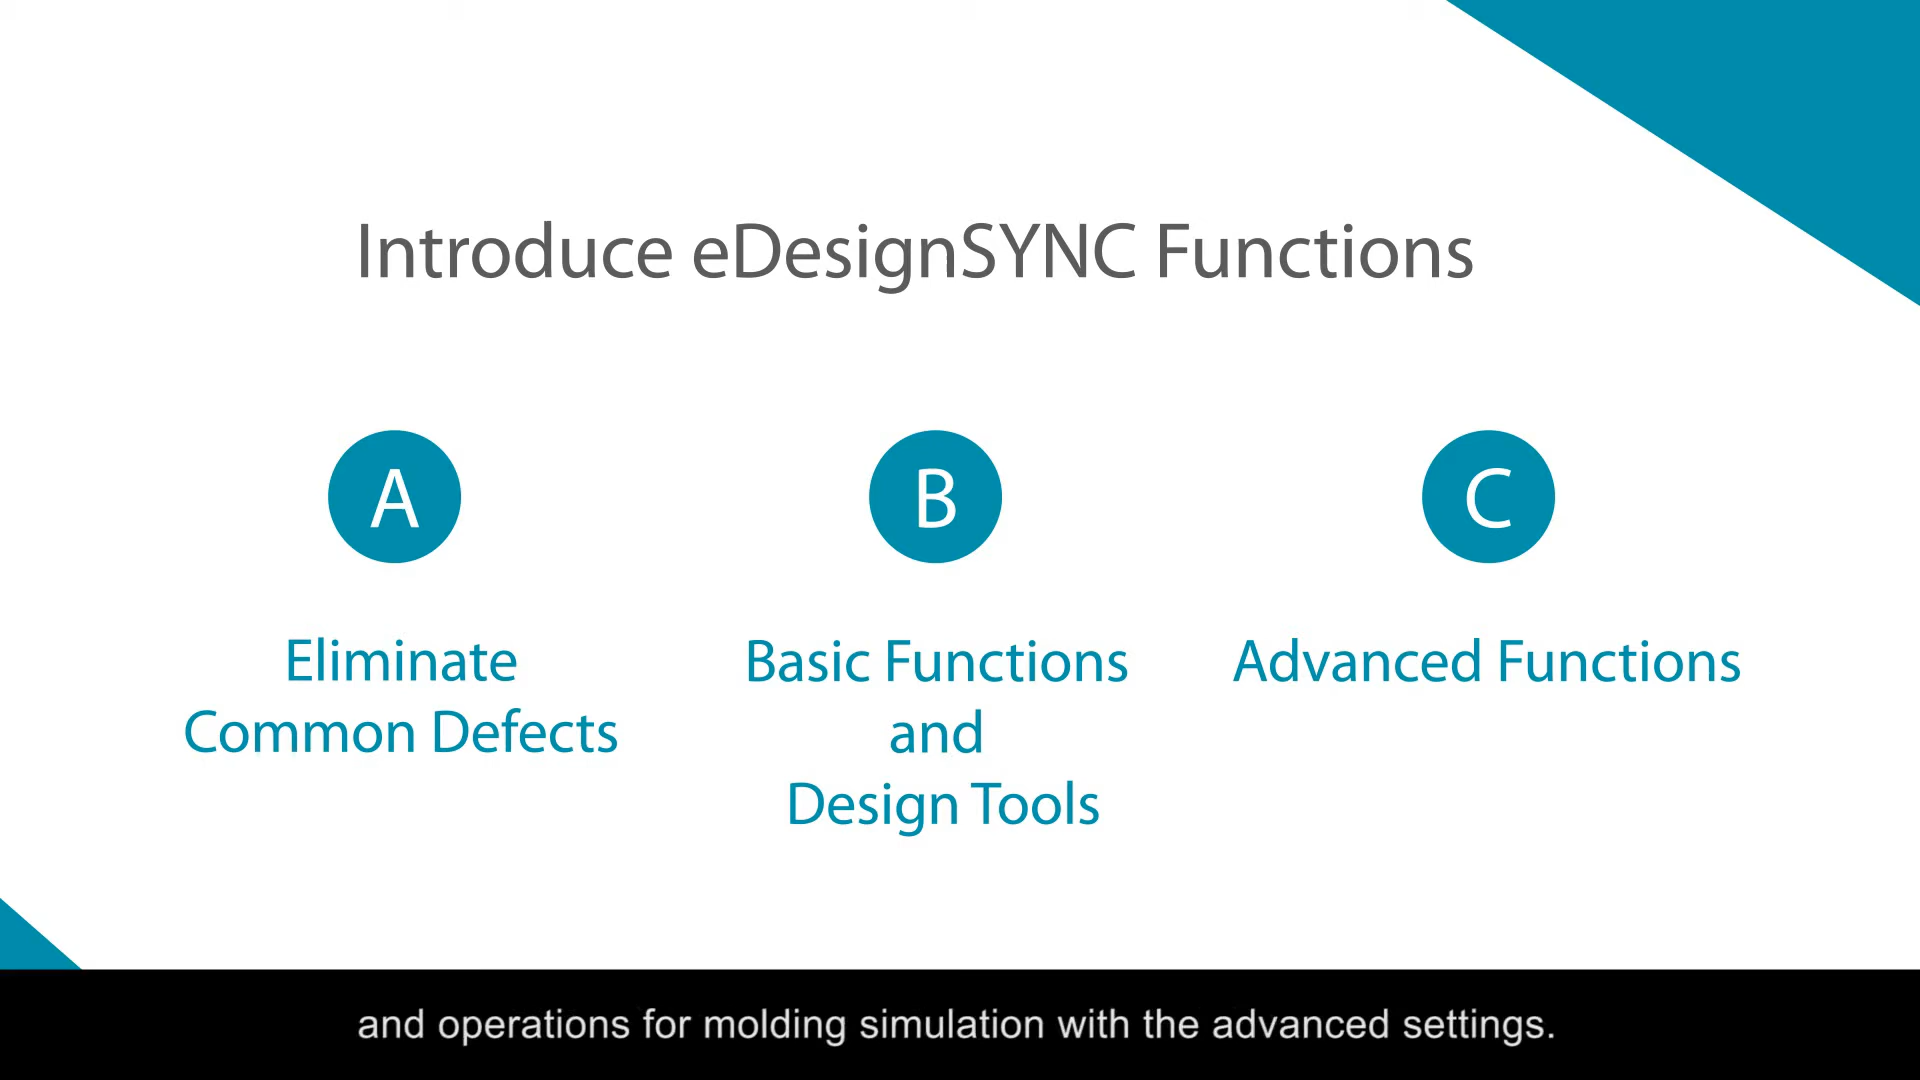 Introduce eDesignSYNC Functions
A
B
C
Eliminate
Common Defects
Basic Functions
and
Design Tools
Advanced Functions
and operations for molding simulation with the advanced settings.